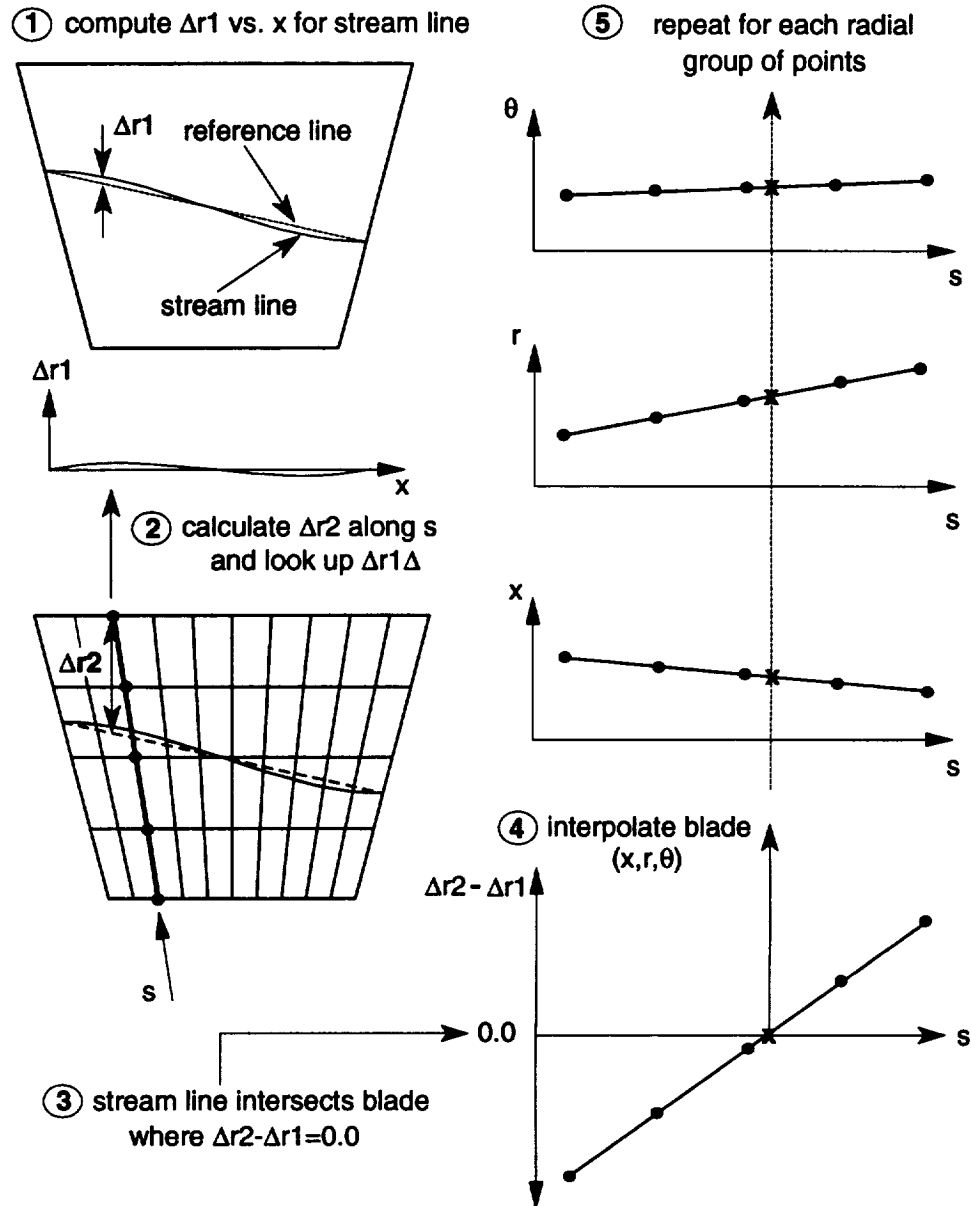 1 compute Δr1 vs. x for stream line
Δr1
reference line
stream line
Δr1
x
2 calculate Δr2 along s
and look up Δr1Δ
Δr2
s
3 stream line intersects blade
where Δr2-Δr1=0.0
5 repeat for each radial
group of points
θ
s
r
s
x
s
4 interpolate blade
(x,r,θ)
Δr2 - Δr1
0.0
s